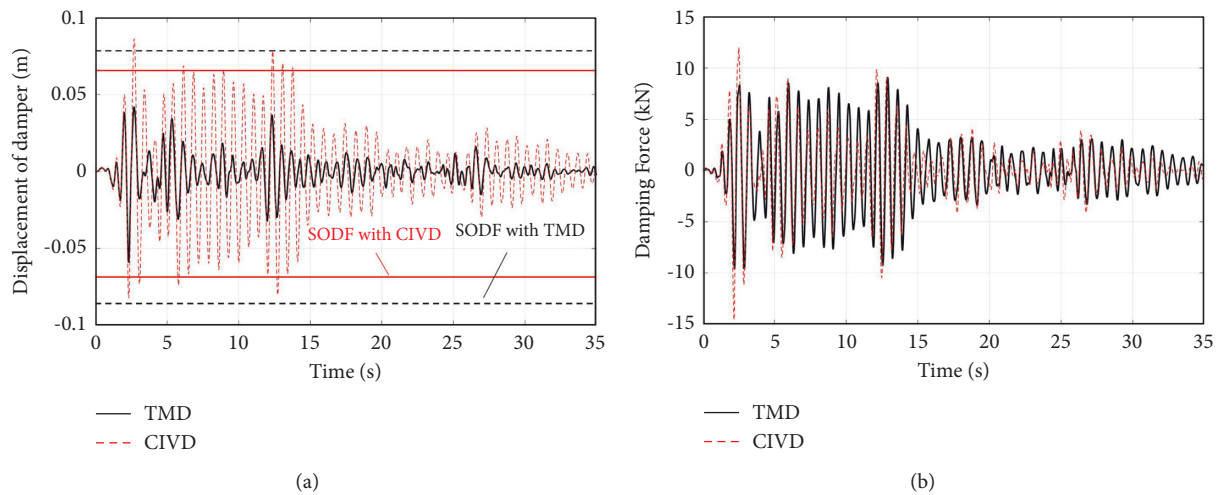 Displacement of damper (m)
0.1
0.05
0
-0.05
-0.1
SODF with CIVD
SODF with TMD
0 5 10 15 20 25 30 35
Time (s)
TMD
CIVD
(a)
Damping Force (kN)
15
10
5
0
-5
-10
-15
0 5 10 15 20 25 30 35
Time (s)
TMD
CIVD
(b)